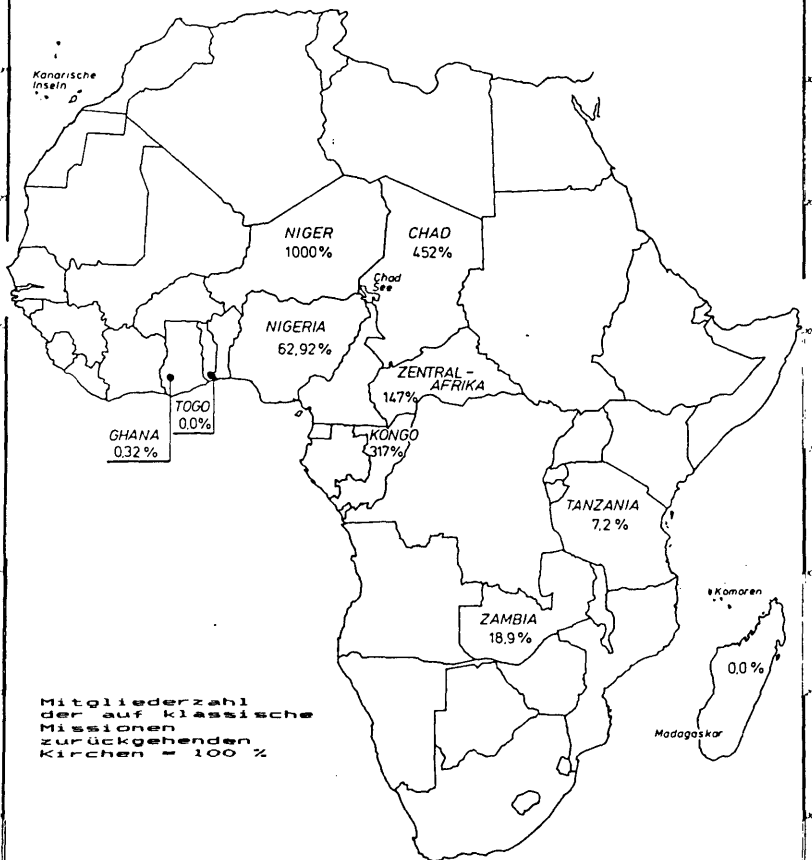 Kanarische
Inseln
NIGER
1000%
CHAD
452%
Chad
See
NIGERIA
62,92%
ZENTRAL-
AFRIKA
147%
TOGO
0,0%
GHANA
0,32%
KONGO
317%
TANZANIA
7,2%
Komoren
ZAMBIA
18,9%
0,0%
Madagaskar
Mitgliederzahl
der auf klassische
Missionen
zurückgehenden
Kirchen = 100 %